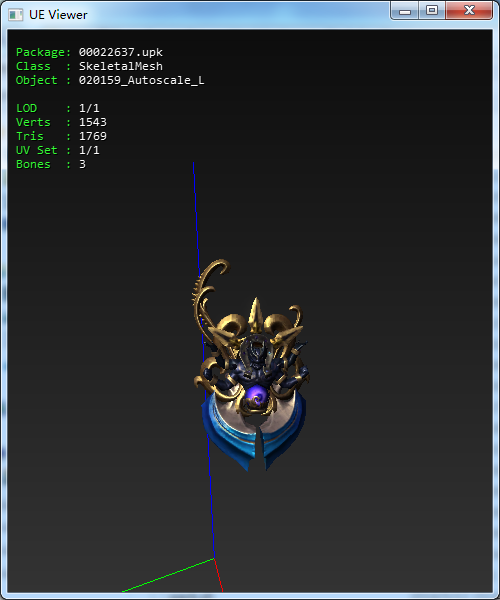 UE Viewer
Package: 00022637.upk
Class : SkeletalMesh
Object : 020159_Autoscale_L
LOD : 1/1
Verts : 1543
Tris : 1769
UV Set : 1/1
Bones : 3